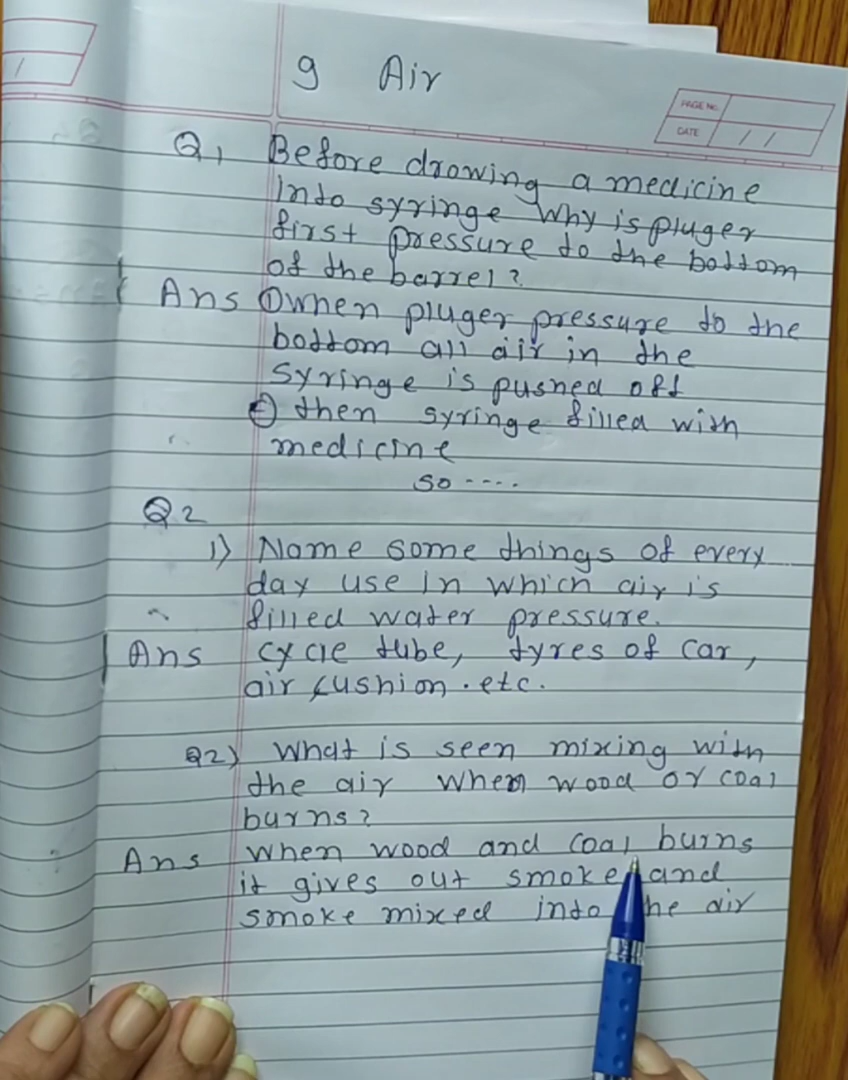 9 Air
PAGE NO.
DATE / /
Q1 Before drowing a medicine
into syringe Why is pluger
first pressure to the bottom
of the barrel?
Ans ① when pluger pressure to the
bottom all air in the
syringe is pushed off
② then syringe filled with
medicine
so ----.
Q2
1) Name some things of every
day use in which air is
filled water pressure.
Ans cycle tube, tyres of car,
air cushion. etc.
Q2) What is seen mixing with
the air when wood or coal
burns?
Ans when wood and coal burns
it gives out smoke and
smoke mixed into the air